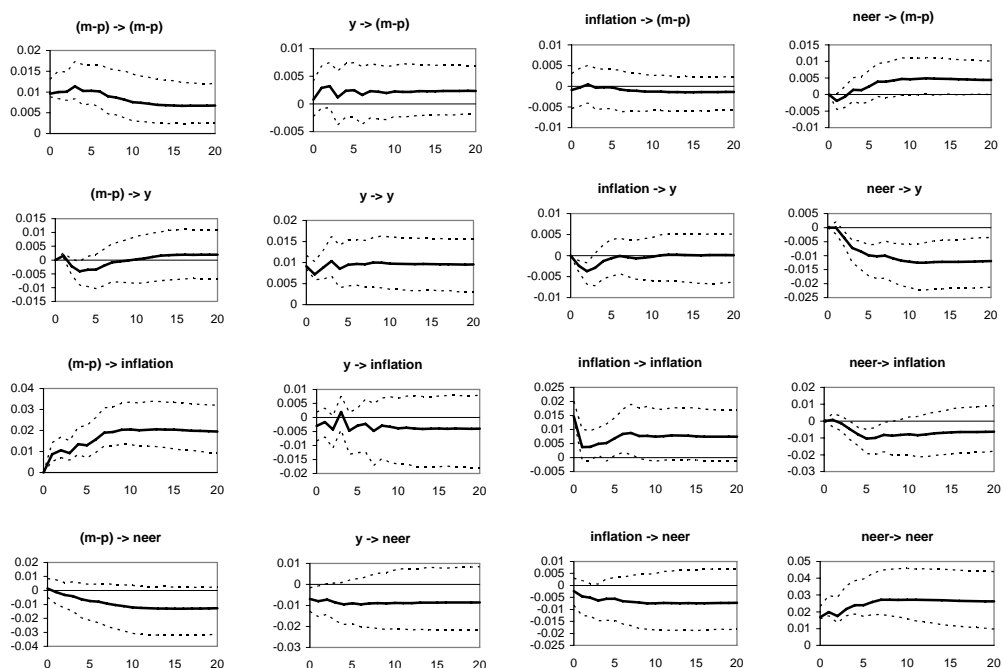 (m-p) -> (m-p)
0.02
0.015
0.01
0.005
0
0 5 10 15 20
y -> (m-p)
0.01
0.005
0
-0.005
0 5 10 15 20
inflation -> (m-p)
0.01
0.005
0
-0.005
-0.01
0 5 10 15 20
neer -> (m-p)
0.015
0.01
0.005
0
-0.005
-0.01
0 5 10 15 20
(m-p) -> y
0.015
0.01
0.005
0
-0.005
-0.01
-0.015
0 5 10 15 20
y -> y
0.02
0.015
0.01
0.005
0
0 5 10 15 20
inflation -> y
0.01
0.005
0
-0.005
-0.01
0 5 10 15 20
neer -> y
0.005
0
-0.005
-0.01
-0.015
-0.02
-0.025
0 5 10 15 20
(m-p) -> inflation
0.04
0.03
0.02
0.01
0
0 5 10 15 20
y -> inflation
0.01
0.005
0
-0.005
-0.01
-0.015
-0.02
0 5 10 15 20
inflation -> inflation
0.025
0.02
0.015
0.01
0.005
0
-0.005
0 5 10 15 20
neer-> inflation
0.02
0.01
0
-0.01
-0.02
-0.03
0 5 10 15 20
(m-p) -> neer
0.02
0.01
0
-0.01
-0.02
-0.03
-0.04
0 5 10 15 20
y -> neer
0.01
0
-0.01
-0.02
-0.03
0 5 10 15 20
inflation -> neer
0.01
0.005
0
-0.005
-0.01
-0.015
-0.02
-0.025
0 5 10 15 20
neer-> neer
0.05
0.04
0.03
0.02
0.01
0
0 5 10 15 20